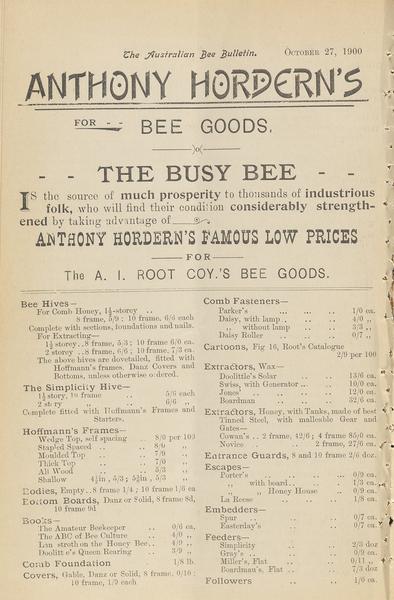 The Australian Bee Bulletin. OCTOBER 27, 1900
ANTHONY HORDERN'S
FOR - - BEE GOODS.
- - THE BUSY BEE - -
Is the source of much prosperity to thousands of industrious
folk, who will find their condition considerably strength-
ened by taking advantage of
ANTHONY HORDERN'S FAMOUS LOW PRICES
FOR
The A. I. ROOT COY.'S BEE GOODS.
Bee Hives—
For Comb Honey, 1½-storey ..
8 frame, 5/9; 10 frame, 6/6 each
Complete with sections, foundations and nails.
For Extracting—
1½ storey..8 frame, 5/3; 10 frame 6/0 ea.
2 storey ..8 frame, 6/6; 10 frame, 7/3 ea.
The above hives are dovetailed, fitted with
Hoffmann's frames, Danz Covers and
Bottoms, unless otherwise ordered.
The Simplicity Hive—
1½ story, 10 frame .. 5/6 each
2 story ,, .. 6/6 ,,
Complete fitted with Hoffmann's Frames and
Starters.
Hoffmann's Frames—
Wedge Top, self spacing .. 8/0 per 100
Stapled Spaced .. 8/0 ,,
Moulded Top .. 7/9 ,,
Thick Top .. 7/0 ,,
All Wood .. 5/3 ,,
Shallow 4½in, 5/3; 5⅜in 5/3 ,,
Bodies, Empty..8 frame 1/4; 10 frame 1/6 ea
Bottom Boards, Danz or Solid, 8 frame 8d,
10 frame 9d
Books—
The Amateur Beekeeper .. 0/6 ea.
The ABC of Bee Culture .. 4/0 ,,
Langstroth on the Honey Bee.. 4/9 ,,
Doolittle's Queen Rearing .. 3/9 ,,
Comb Foundation 1/8 lb.
Covers, Gable, Danz or Solid, 8 frame, 0/10;
10 frame, 1/0 each
Comb Fasteners—
Parker's ... ... .. 1/0 ea.
Daisy, with lamp .. .. 4/0 ,,
,, without lamp 3/3 ,,
Daisy Roller .. .. 0/7 ,,
Cartoons, Fig 16, Root's Catalogue
2/9 per 100
Extractors, Wax—
Doolittle's Solar .. 13/6 ea.
Swiss, with Generator ... 10/0 ea.
Jones' .. .. 12/0 ea.
Boardman .. .. 52/6 ea.
Extractors, Honey, with Tanks, made of best
Tinned Steel, with malleable Gear and
Gates—
Cowan's .. 2 frame, 42/6; 4 frame 85/0 ea.
Novice .. 2 frame, 27/6 ea.
Entrance Guards, 8 and 10 frame 2/6 doz.
Escapes—
Porter's .. .. 0/9 ea.
,, with board.. .. 1/3 ea.
,, ,, Honey House .. 0/9 ea.
La Reese .. .. 1/8 ea.
Embedders—
Spur .. .. 0/7 ea.
Easterday's .. .. 0/7 ea.
Feeders—
Simplicity .. .. 2/3 doz
Gray's .. .. 0/9 ea.
Miller's, Flat .. .. 0/11 ,,
Boardman's, Flat .. .. 7/3 doz
Followers .. .. 1/0 ea.